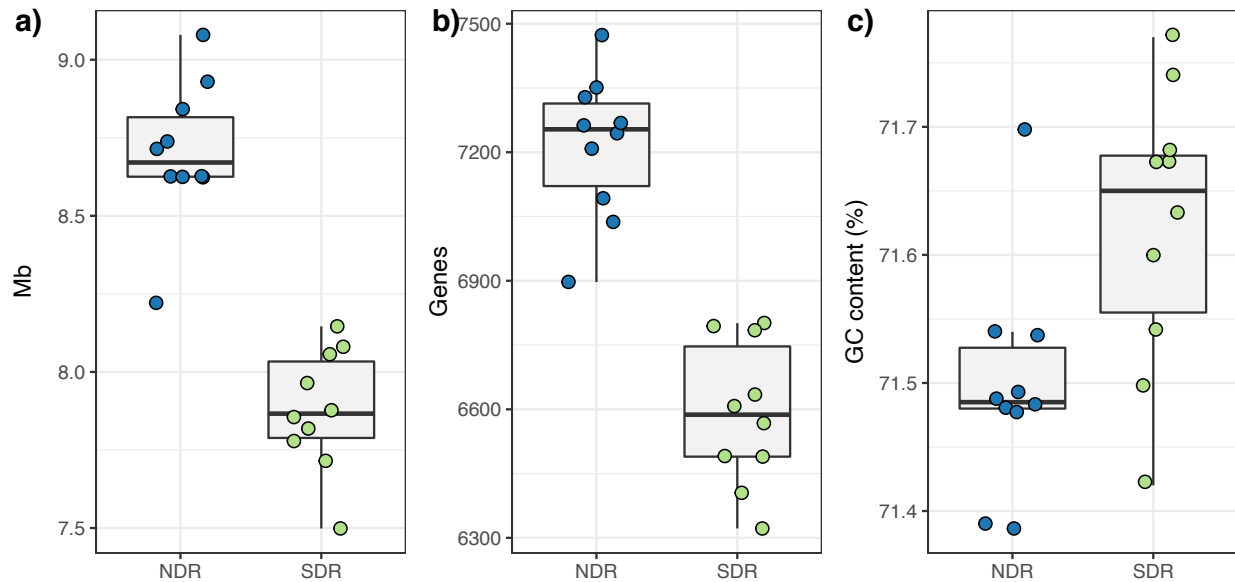 a)
Mb
9.0
8.5
8.0
7.5
NDR SDR
b)
Genes
7500
7200
6900
6600
6300
NDR SDR
c)
GC content (%)
71.7
71.6
71.5
71.4
NDR SDR